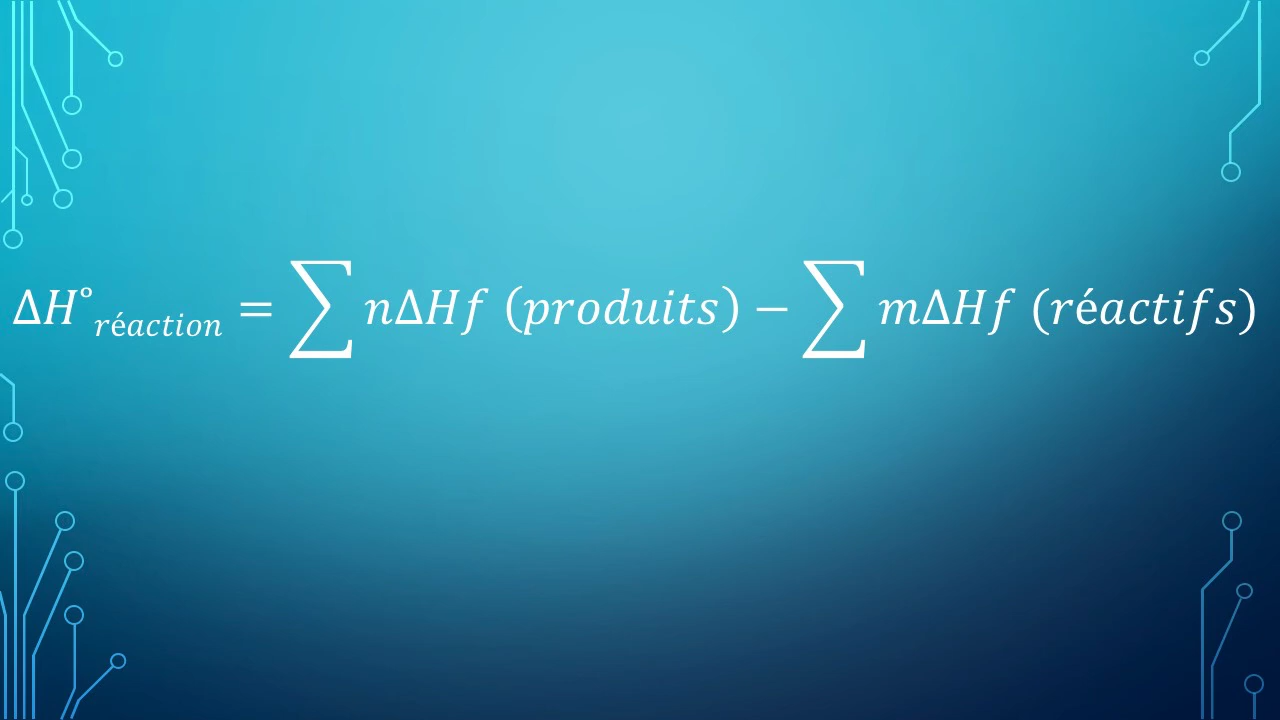 ΔH°réaction = ∑ nΔHf (produits) − ∑ mΔHf (réactifs)